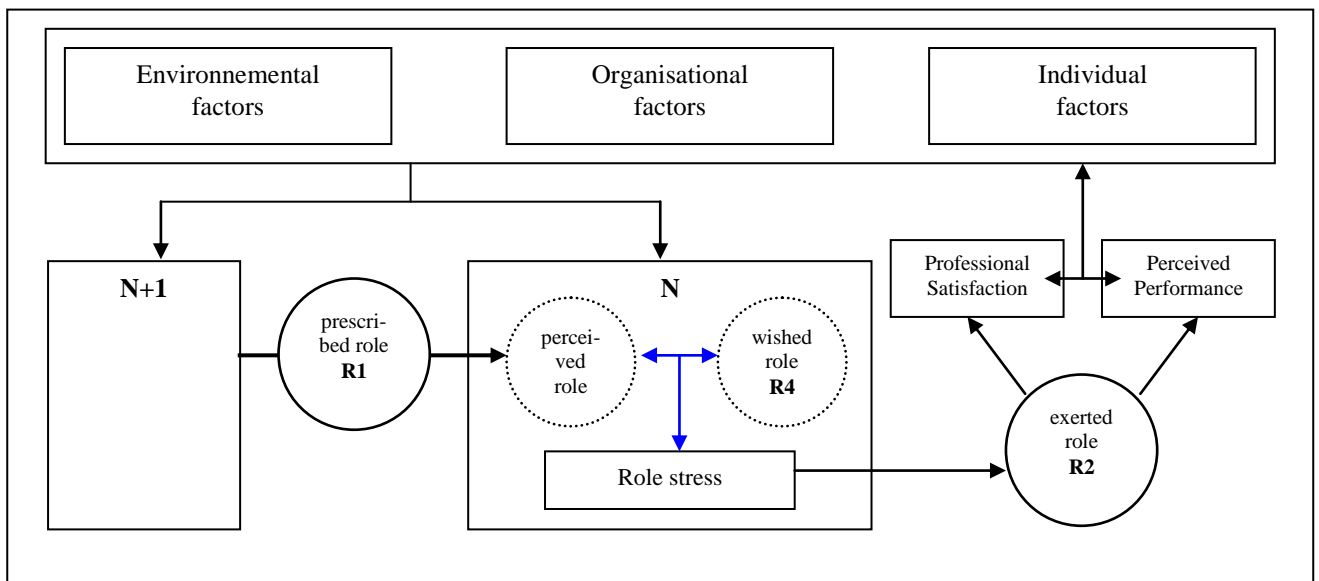 Environnemental
factors
Organisational
factors
Individual
factors
N+1
prescri-
bed role
R1
N
percei-
ved
role
wished
role
R4
Role stress
Professional
Satisfaction
Perceived
Performance
exerted
role
R2